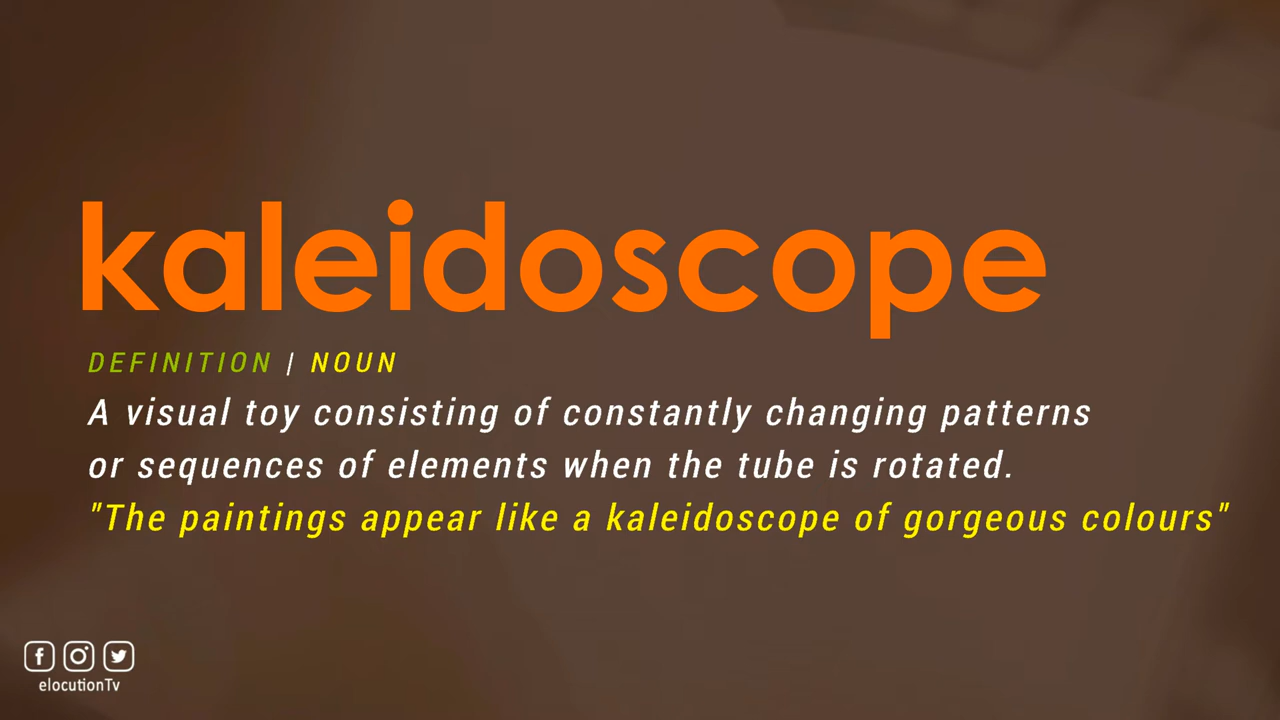 kaleidoscope
DEFINITION | NOUN
A visual toy consisting of constantly changing patterns
or sequences of elements when the tube is rotated.
"The paintings appear like a kaleidoscope of gorgeous colours"
elocutionTv